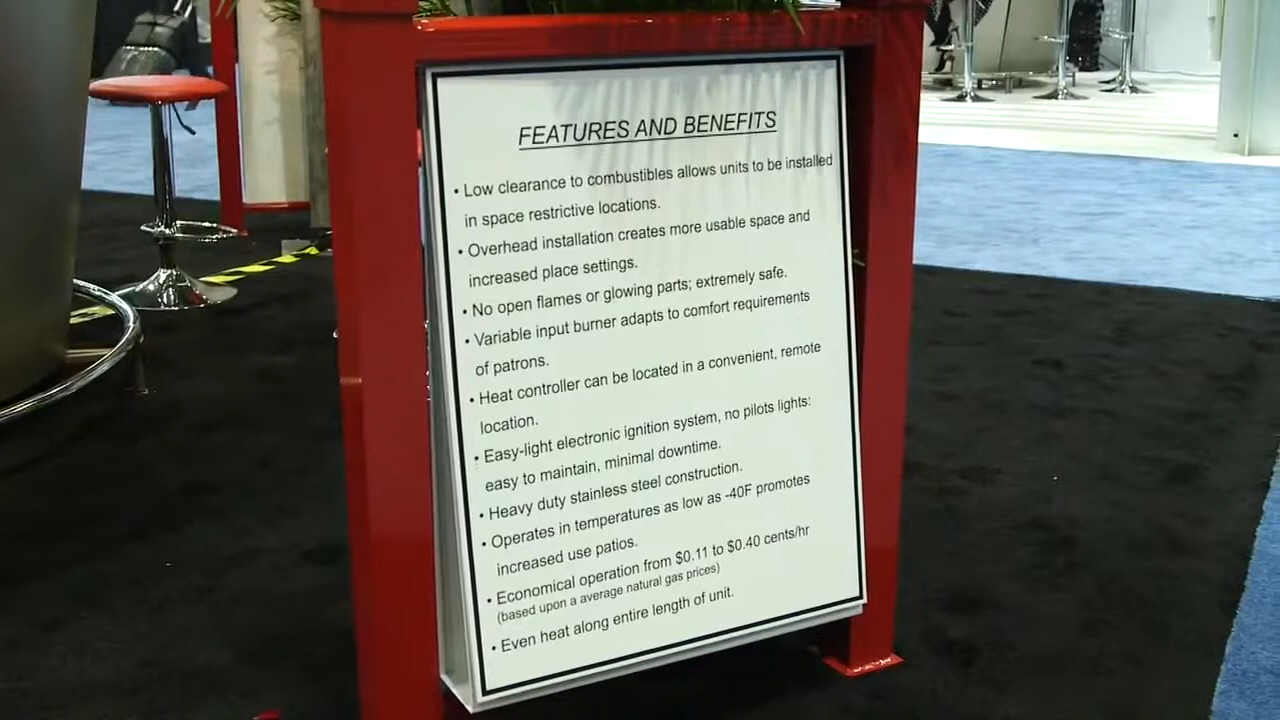 FEATURES AND BENEFITS
• Low clearance to combustibles allows units to be installed
in space restrictive locations.
• Overhead installation creates more usable space and
increased place settings.
• No open flames or glowing parts; extremely safe.
• Variable input burner adapts to comfort requirements
of patrons.
• Heat controller can be located in a convenient, remote
location.
• Easy-light electronic ignition system, no pilots lights:
easy to maintain, minimal downtime.
• Heavy duty stainless steel construction.
• Operates in temperatures as low as -40F promotes
increased use patios.
• Economical operation from $0.11 to $0.40 cents/hr
(based upon a average natural gas prices)
• Even heat along entire length of unit.